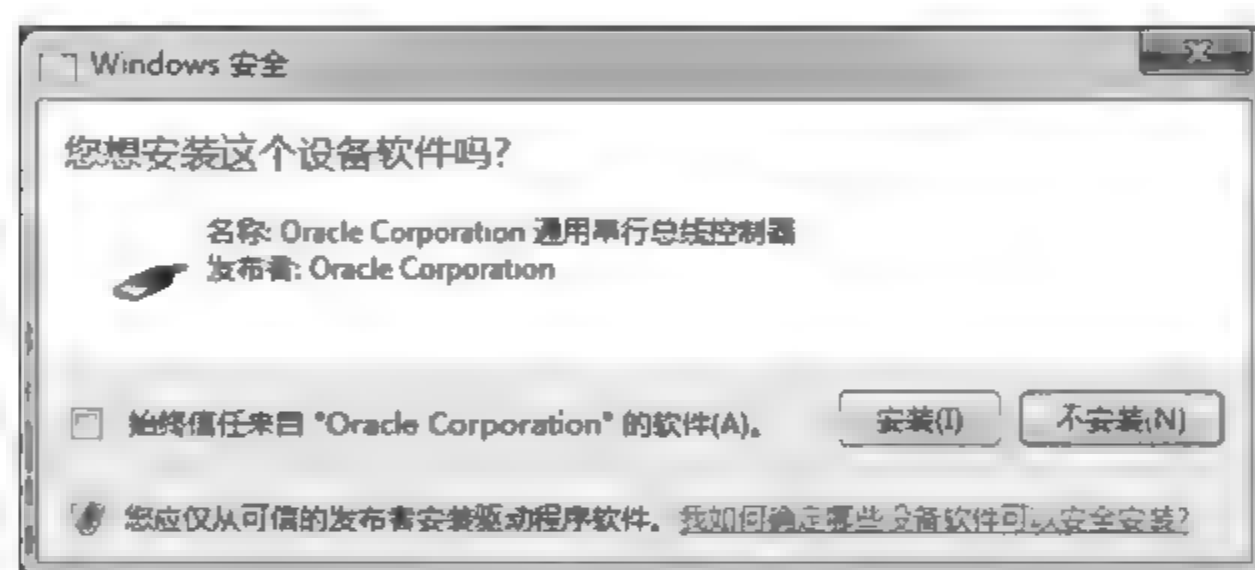 Windows 安全
您想安装这个设备软件吗?
名称: Oracle Corporation 通用串行总线控制器
发布者: Oracle Corporation
始终信任来自 "Oracle Corporation" 的软件(A)。
安装(I) 不安装(N)
您应仅从可信的发布者安装驱动程序软件。我如何确定哪些设备软件可以安全安装?